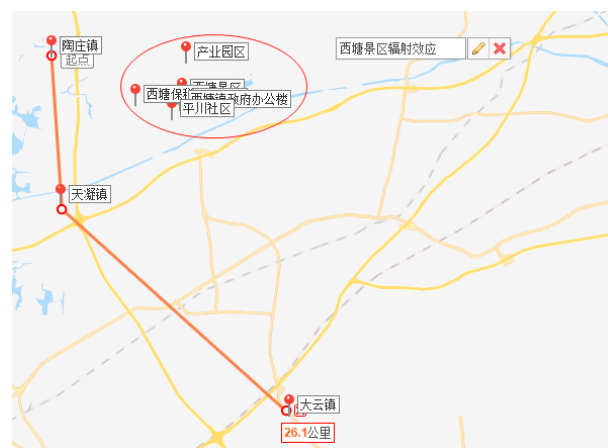 陶庄镇
起点
产业园区
西塘景区辐射效应
西塘景区
西塘保
西塘镇政府办公楼
平川社区
天凝镇
大云镇
26.1公里